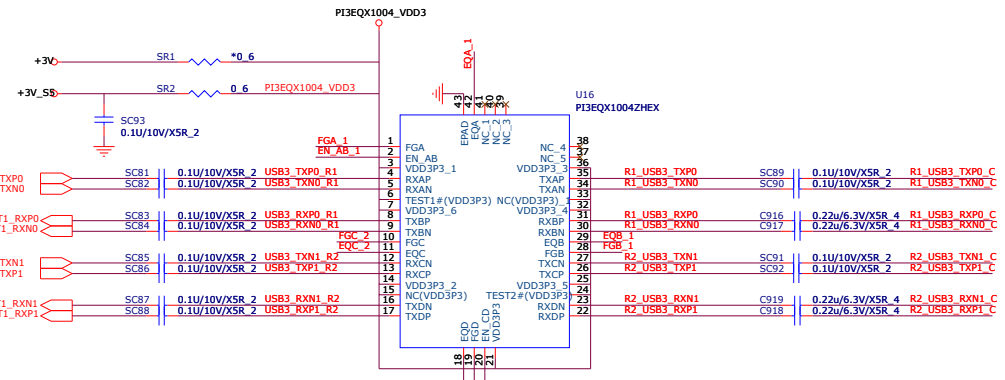 PI3EQX1004_VDD3
+3V
SR1
*0_6
EQA_1
+3V_S5
SR2
0_6
PI3EQX1004_VDD3
SC93
0.1U/10V/X5R_2
U16
PI3EQX1004ZHEX
43
42
41
40
39
EPAD
EQA
NC_1
NC_2
NC_3
FGA_1
1
FGA
NC_4
38
EN_AB_1
2
EN_AB
NC_5
37
3
VDD3P3_1
VDD3P3_3
36
TXP0
SC81
0.1U/10V/X5R_2
USB3_TXP0_R1
4
RXAP
TXAP
35
R1_USB3_TXP0
SC89
0.1U/10V/X5R_2
R1_USB3_TXP0_C
TXN0
SC82
0.1U/10V/X5R_2
USB3_TXN0_R1
5
RXAN
TXAN
34
R1_USB3_TXN0
SC90
0.1U/10V/X5R_2
R1_USB3_TXN0_C
6
TEST1#(VDD3P3)
NC(VDD3P3)_1
33
7
VDD3P3_6
VDD3P3_4
32
T1_RXP0
SC83
0.1U/10V/X5R_2
USB3_RXP0_R1
8
TXBP
RXBP
31
R1_USB3_RXP0
C916
0.22u/6.3V/X5R_4
R1_USB3_RXP0_C
T1_RXN0
SC84
0.1U/10V/X5R_2
USB3_RXN0_R1
9
TXBN
RXBN
30
R1_USB3_RXN0
C917
0.22u/6.3V/X5R_4
R1_USB3_RXN0_C
FGC_2
10
FGC
EQB
29
EQB_1
EQC_2
11
EQC
FGB
28
FGB_1
TXN1
SC85
0.1U/10V/X5R_2
USB3_TXN1_R2
12
RXCN
TXCN
27
R2_USB3_TXN1
SC91
0.1U/10V/X5R_2
R2_USB3_TXN1_C
TXP1
SC86
0.1U/10V/X5R_2
USB3_TXP1_R2
13
RXCP
TXCP
26
R2_USB3_TXP1
SC92
0.1U/10V/X5R_2
R2_USB3_TXP1_C
14
VDD3P3_2
VDD3P3_5
25
15
NC(VDD3P3)
TEST2#(VDD3P3)
24
T1_RXN1
SC87
0.1U/10V/X5R_2
USB3_RXN1_R2
16
TXDN
RXDN
23
R2_USB3_RXN1
C919
0.22u/6.3V/X5R_4
R2_USB3_RXN1_C
T1_RXP1
SC88
0.1U/10V/X5R_2
USB3_RXP1_R2
17
TXDP
RXDP
22
R2_USB3_RXP1
C918
0.22u/6.3V/X5R_4
R2_USB3_RXP1_C
EQD
FGD
EN_CD
VDD3P3
18
19
20
21